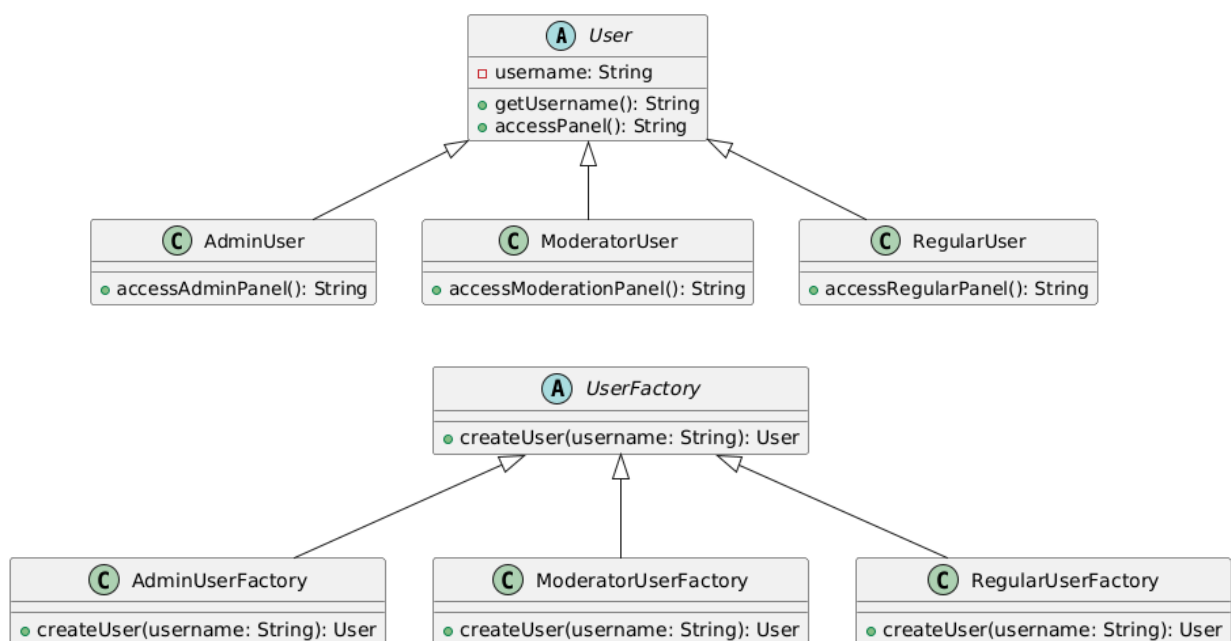 A User
username: String
getUsername(): String
accessPanel(): String
C AdminUser
accessAdminPanel(): String
C ModeratorUser
accessModerationPanel(): String
C RegularUser
accessRegularPanel(): String
A UserFactory
createUser(username: String): User
C AdminUserFactory
createUser(username: String): User
C ModeratorUserFactory
createUser(username: String): User
C RegularUserFactory
createUser(username: String): User